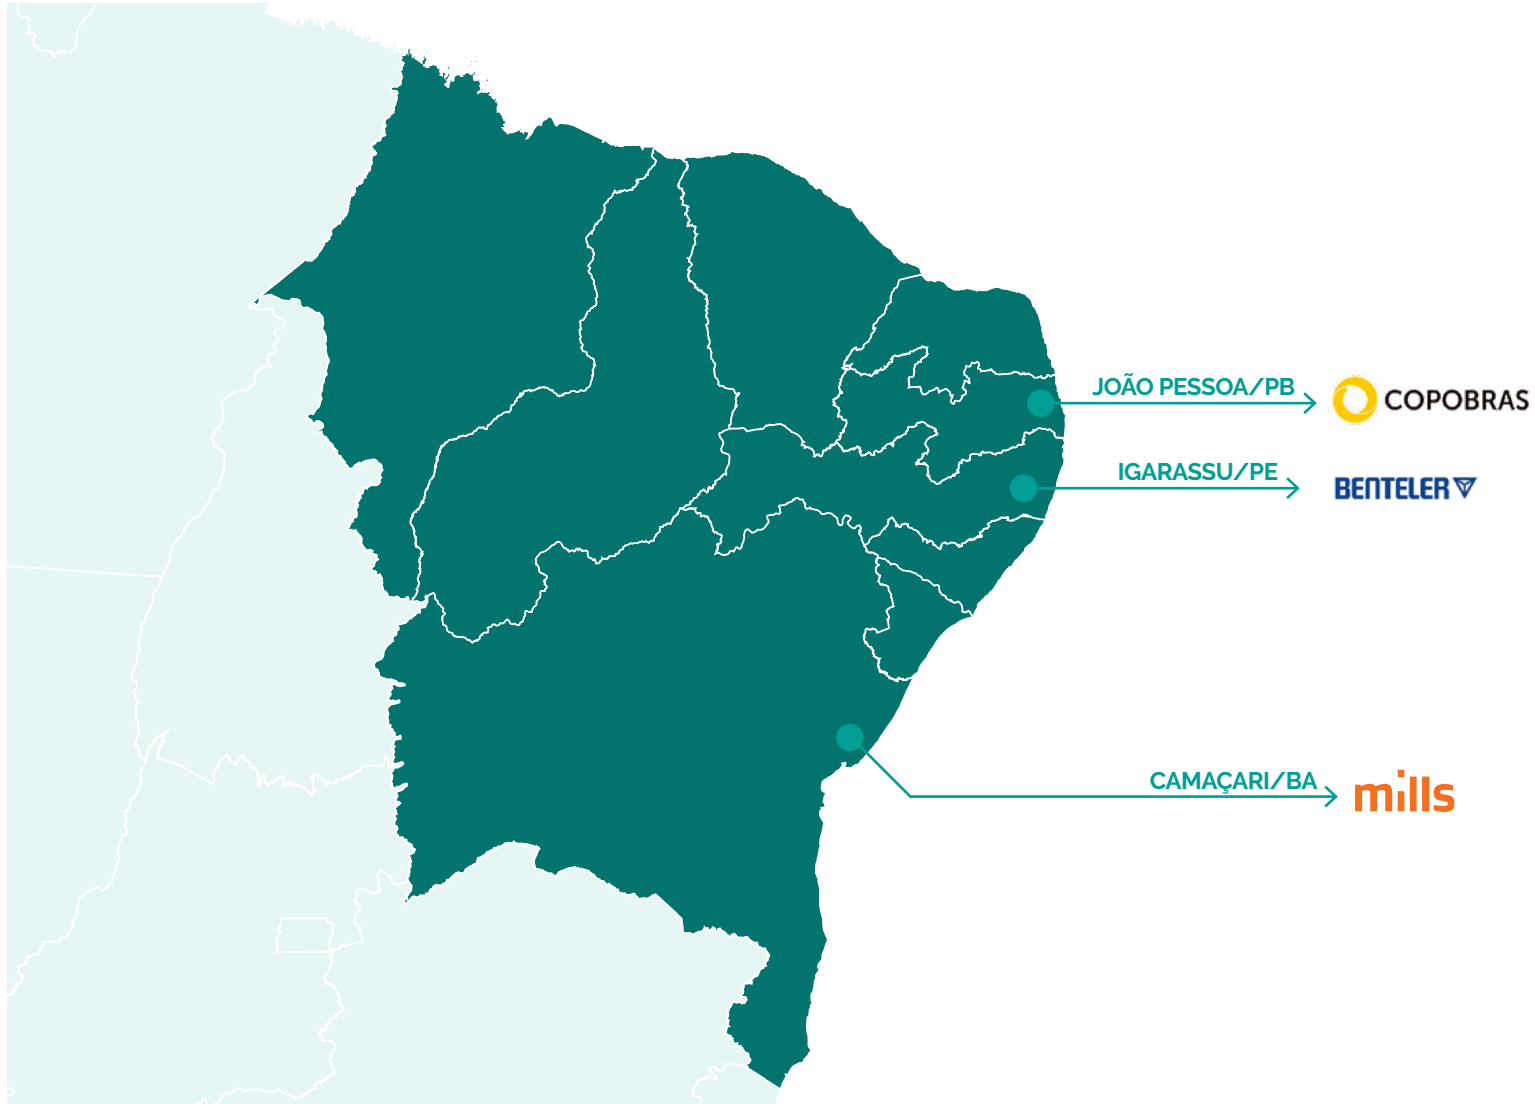 JOÃO PESSOA/PB
COPOBRAS
IGARASSU/PE
BENTELER
CAMAÇARI/BA
mills